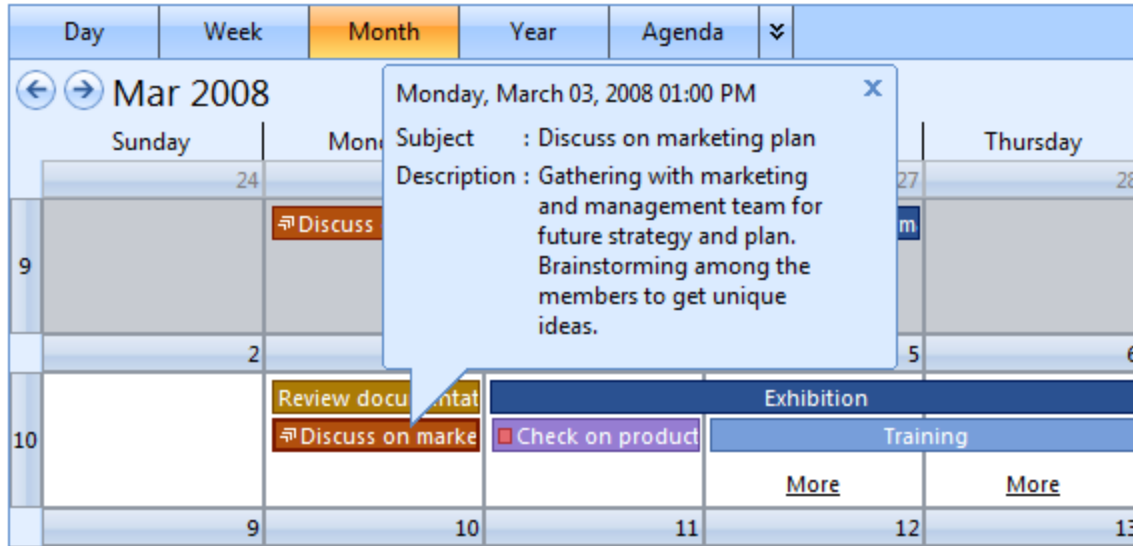 Day Week Month Year Agenda
Mar 2008
Monday, March 03, 2008 01:00 PM x
Subject : Discuss on marketing plan
Description : Gathering with marketing
and management team for
future strategy and plan.
Brainstorming among the
members to get unique
ideas.
Sunday Thursday
24 27 28
9 Discuss
2 5 6
10
Review Exhibition
Discuss on marke Check on product Training
More More
9 10 11 12 13